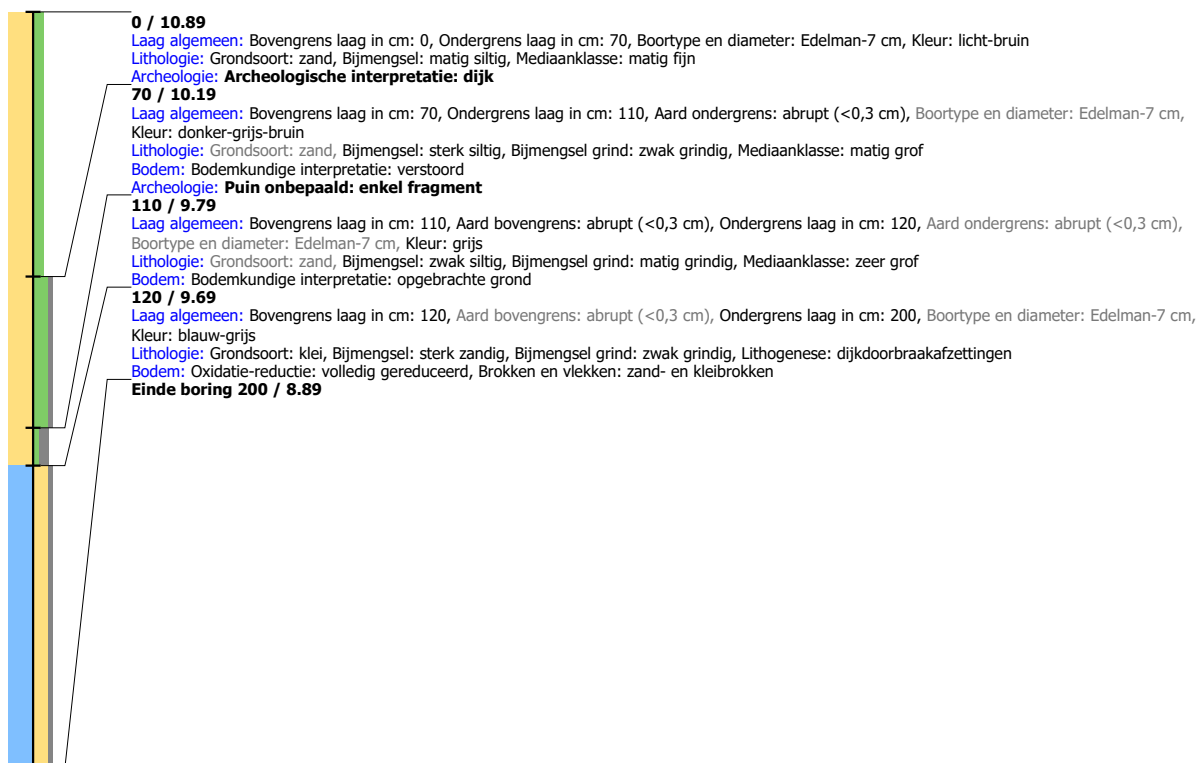 0 / 10.89
Laag algemeen: Bovengrens laag in cm: 0, Ondergrens laag in cm: 70, Boortype en diameter: Edelman-7 cm, Kleur: licht-bruin
Lithologie: Grondsoort: zand, Bijmengsel: matig siltig, Mediaanklasse: matig fijn
Archeologie: Archeologische interpretatie: dijk
70 / 10.19
Laag algemeen: Bovengrens laag in cm: 70, Ondergrens laag in cm: 110, Aard ondergrens: abrupt (<0,3 cm), Boortype en diameter: Edelman-7 cm,
Kleur: donker-grijs-bruin
Lithologie: Grondsoort: zand, Bijmengsel: sterk siltig, Bijmengsel grind: zwak grindig, Mediaanklasse: matig grof
Bodem: Bodemkundige interpretatie: verstoord
Archeologie: Puin onbepaald: enkel fragment
110 / 9.79
Laag algemeen: Bovengrens laag in cm: 110, Aard bovengrens: abrupt (<0,3 cm), Ondergrens laag in cm: 120, Aard ondergrens: abrupt (<0,3 cm),
Boortype en diameter: Edelman-7 cm, Kleur: grijs
Lithologie: Grondsoort: zand, Bijmengsel: zwak siltig, Bijmengsel grind: matig grindig, Mediaanklasse: zeer grof
Bodem: Bodemkundige interpretatie: opgebrachte grond
120 / 9.69
Laag algemeen: Bovengrens laag in cm: 120, Aard bovengrens: abrupt (<0,3 cm), Ondergrens laag in cm: 200, Boortype en diameter: Edelman-7 cm,
Kleur: blauw-grijs
Lithologie: Grondsoort: klei, Bijmengsel: sterk zandig, Bijmengsel grind: zwak grindig, Lithogenese: dijkdoorbraakafzettingen
Bodem: Oxidatie-reductie: volledig gereduceerd, Brokken en vlekken: zand- en kleibrokken
Einde boring 200 / 8.89